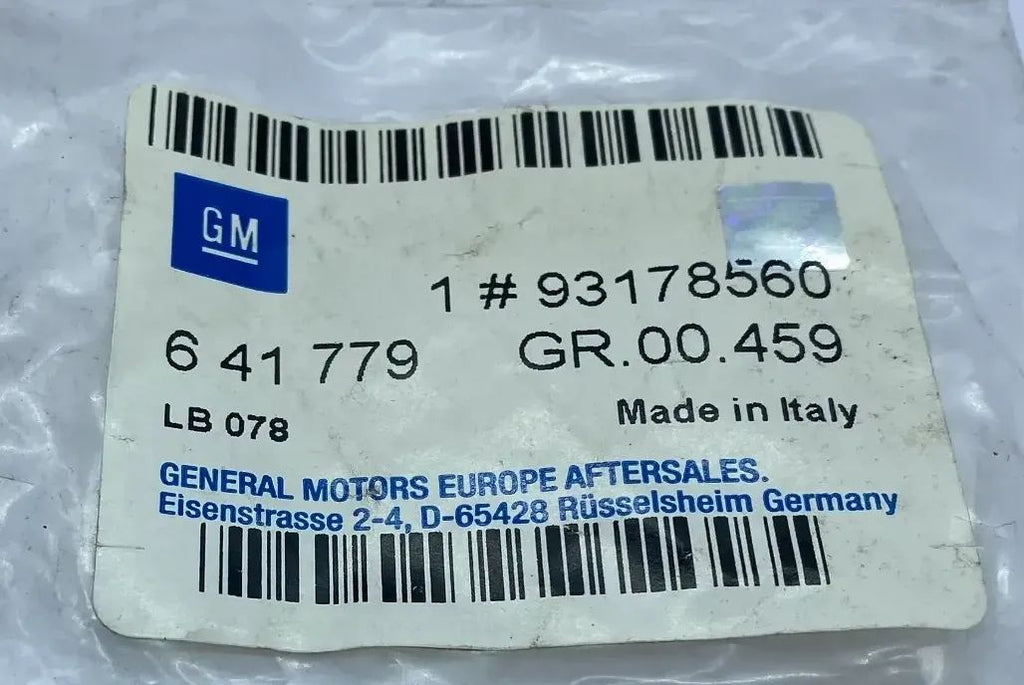 GM
1 # 93178560
6 41 779 GR.00.459
LB 078 Made in Italy
GENERAL MOTORS EUROPE AFTERSALES.
Eisenstrasse 2-4, D-65428 Rüsselsheim Germany